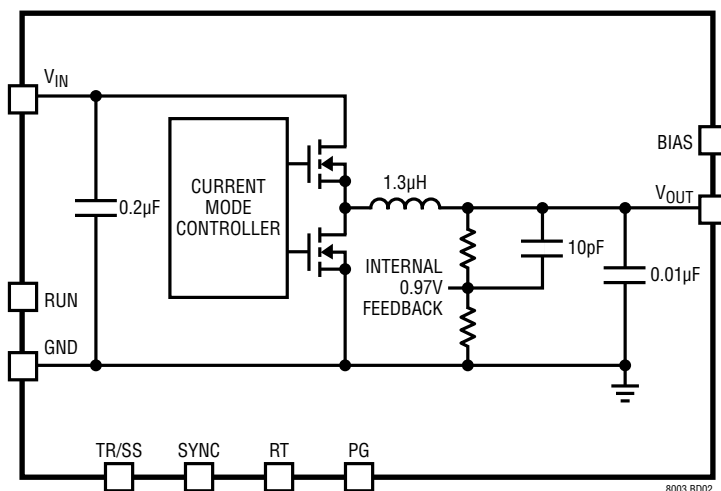 VIN
BIAS
CURRENT
MODE
CONTROLLER
1.3µH
0.2µF
VOUT
10pF
INTERNAL
0.97V
FEEDBACK
0.01µF
RUN
GND
TR/SS
SYNC
RT
PG
8003 BD02